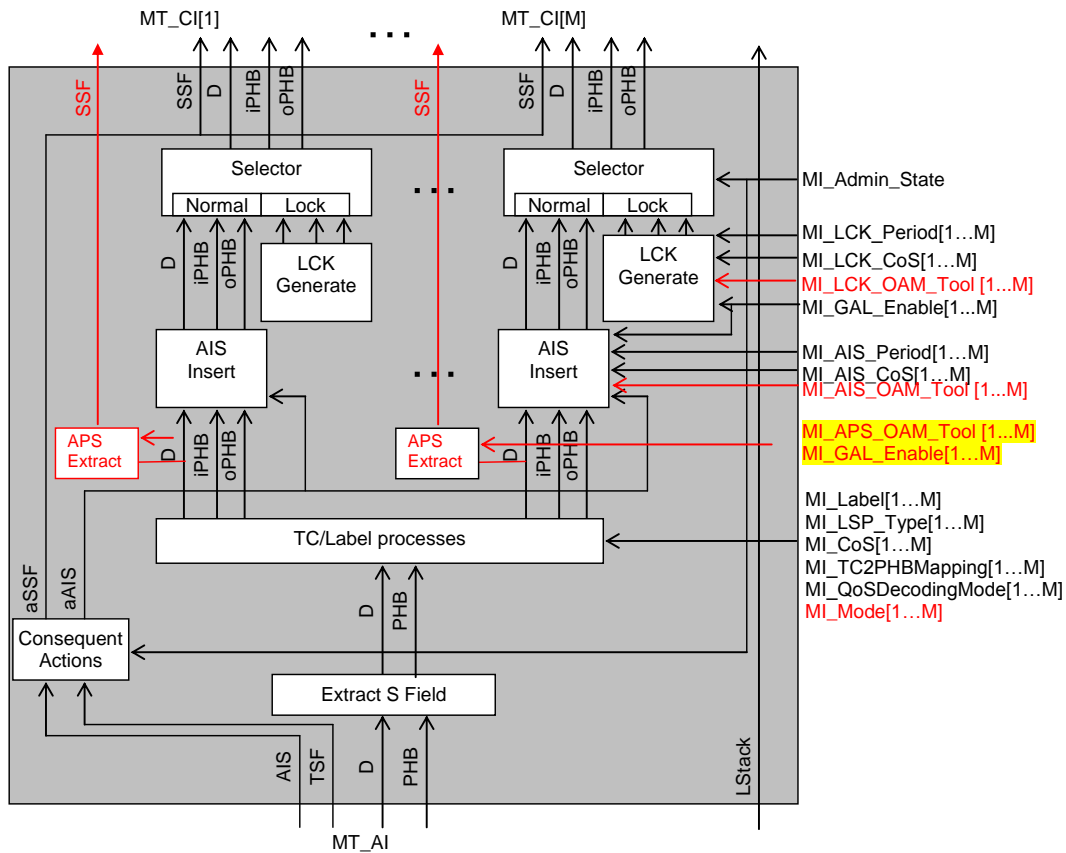 MT_CI[1]
MT_CI[M]
...
SSF
SSF
D
iPHB
oPHB
SSF
SSF
D
iPHB
oPHB
Selector
Normal
Lock
...
Selector
Normal
Lock
MI_Admin_State
D
iPHB
oPHB
LCK
Generate
D
iPHB
oPHB
LCK
Generate
MI_LCK_Period[1…M]
MI_LCK_CoS[1…M]
MI_LCK_OAM_Tool [1...M]
MI_GAL_Enable[1...M]
AIS
Insert
...
AIS
Insert
MI_AIS_Period[1…M]
MI_AIS_CoS[1…M]
MI_AIS_OAM_Tool [1...M]
APS
Extract
D
iPHB
oPHB
APS
Extract
D
iPHB
oPHB
MI_APS_OAM_Tool [1...M]
MI_GAL_Enable[1…M]
TC/Label processes
MI_Label[1…M]
MI_LSP_Type[1…M]
MI_CoS[1…M]
MI_TC2PHBMapping[1…M]
MI_QoSDecodingMode[1…M]
MI_Mode[1…M]
aSSF
aAIS
D
PHB
Consequent
Actions
Extract S Field
AIS
TSF
D
PHB
LStack
MT_AI